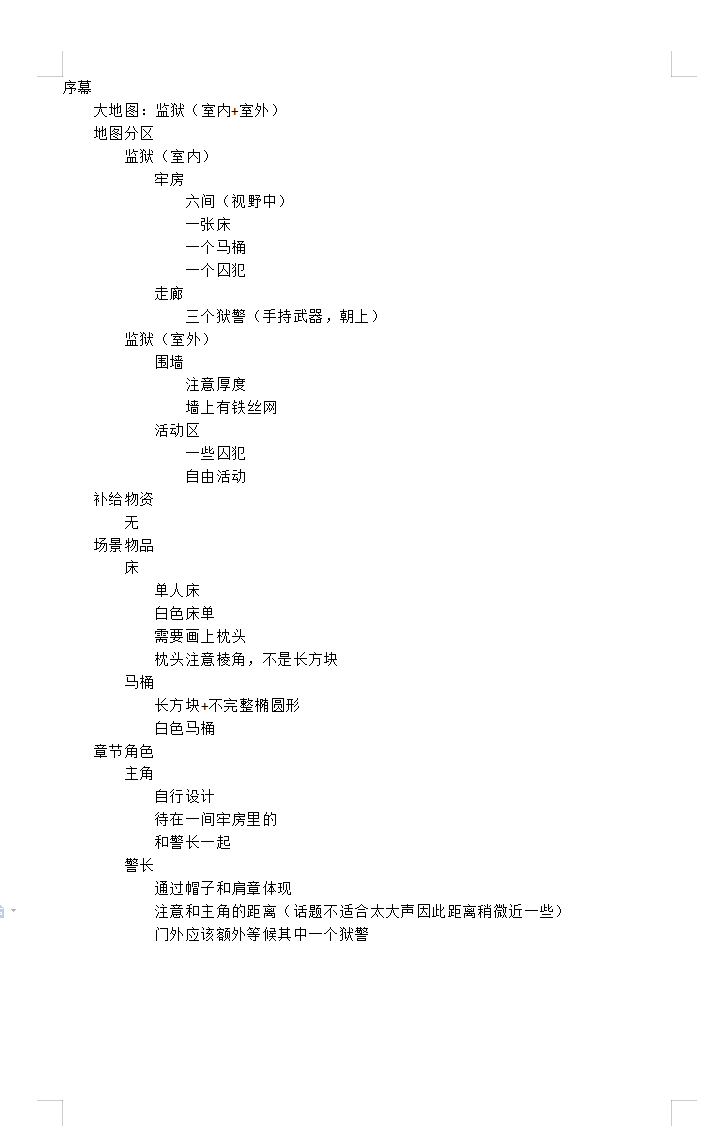 序幕
大地图：监狱（室内+室外）
地图分区
监狱（室内）
牢房
六间（视野中）
一张床
一个马桶
一个囚犯
走廊
三个狱警（手持武器，朝上）
监狱（室外）
围墙
注意厚度
墙上有铁丝网
活动区
一些囚犯
自由活动
补给物资
无
场景物品
床
单人床
白色床单
需要画上枕头
枕头注意棱角，不是长方块
马桶
长方块+不完整椭圆形
白色马桶
章节角色
主角
自行设计
待在一间牢房里的
和警长一起
警长
通过帽子和肩章体现
注意和主角的距离（话题不适合太大声因此距离稍微近一些）
门外应该额外等候其中一个狱警